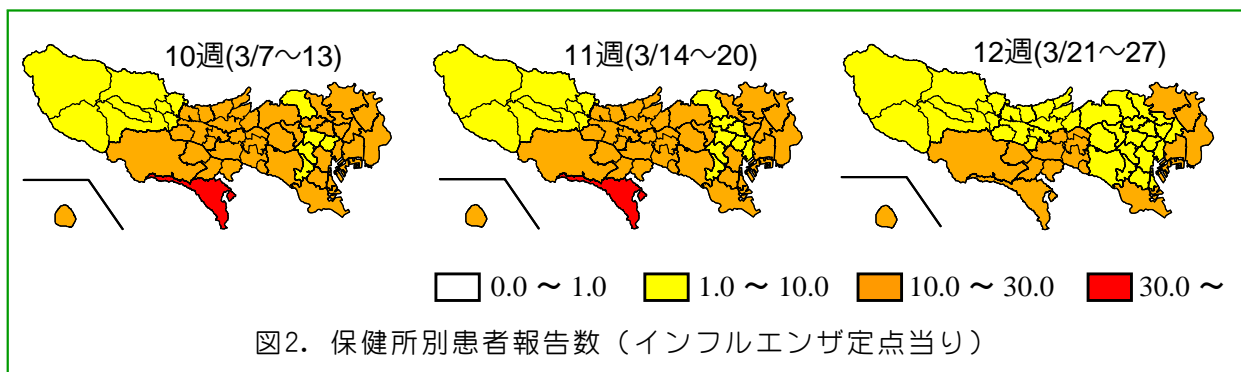 10週(3/7～13)
11週(3/14～20)
12週(3/21～27)
0.0 ～ 1.0
1.0 ～ 10.0
10.0 ～ 30.0
30.0 ～
図2. 保健所別患者報告数（インフルエンザ定点当り）